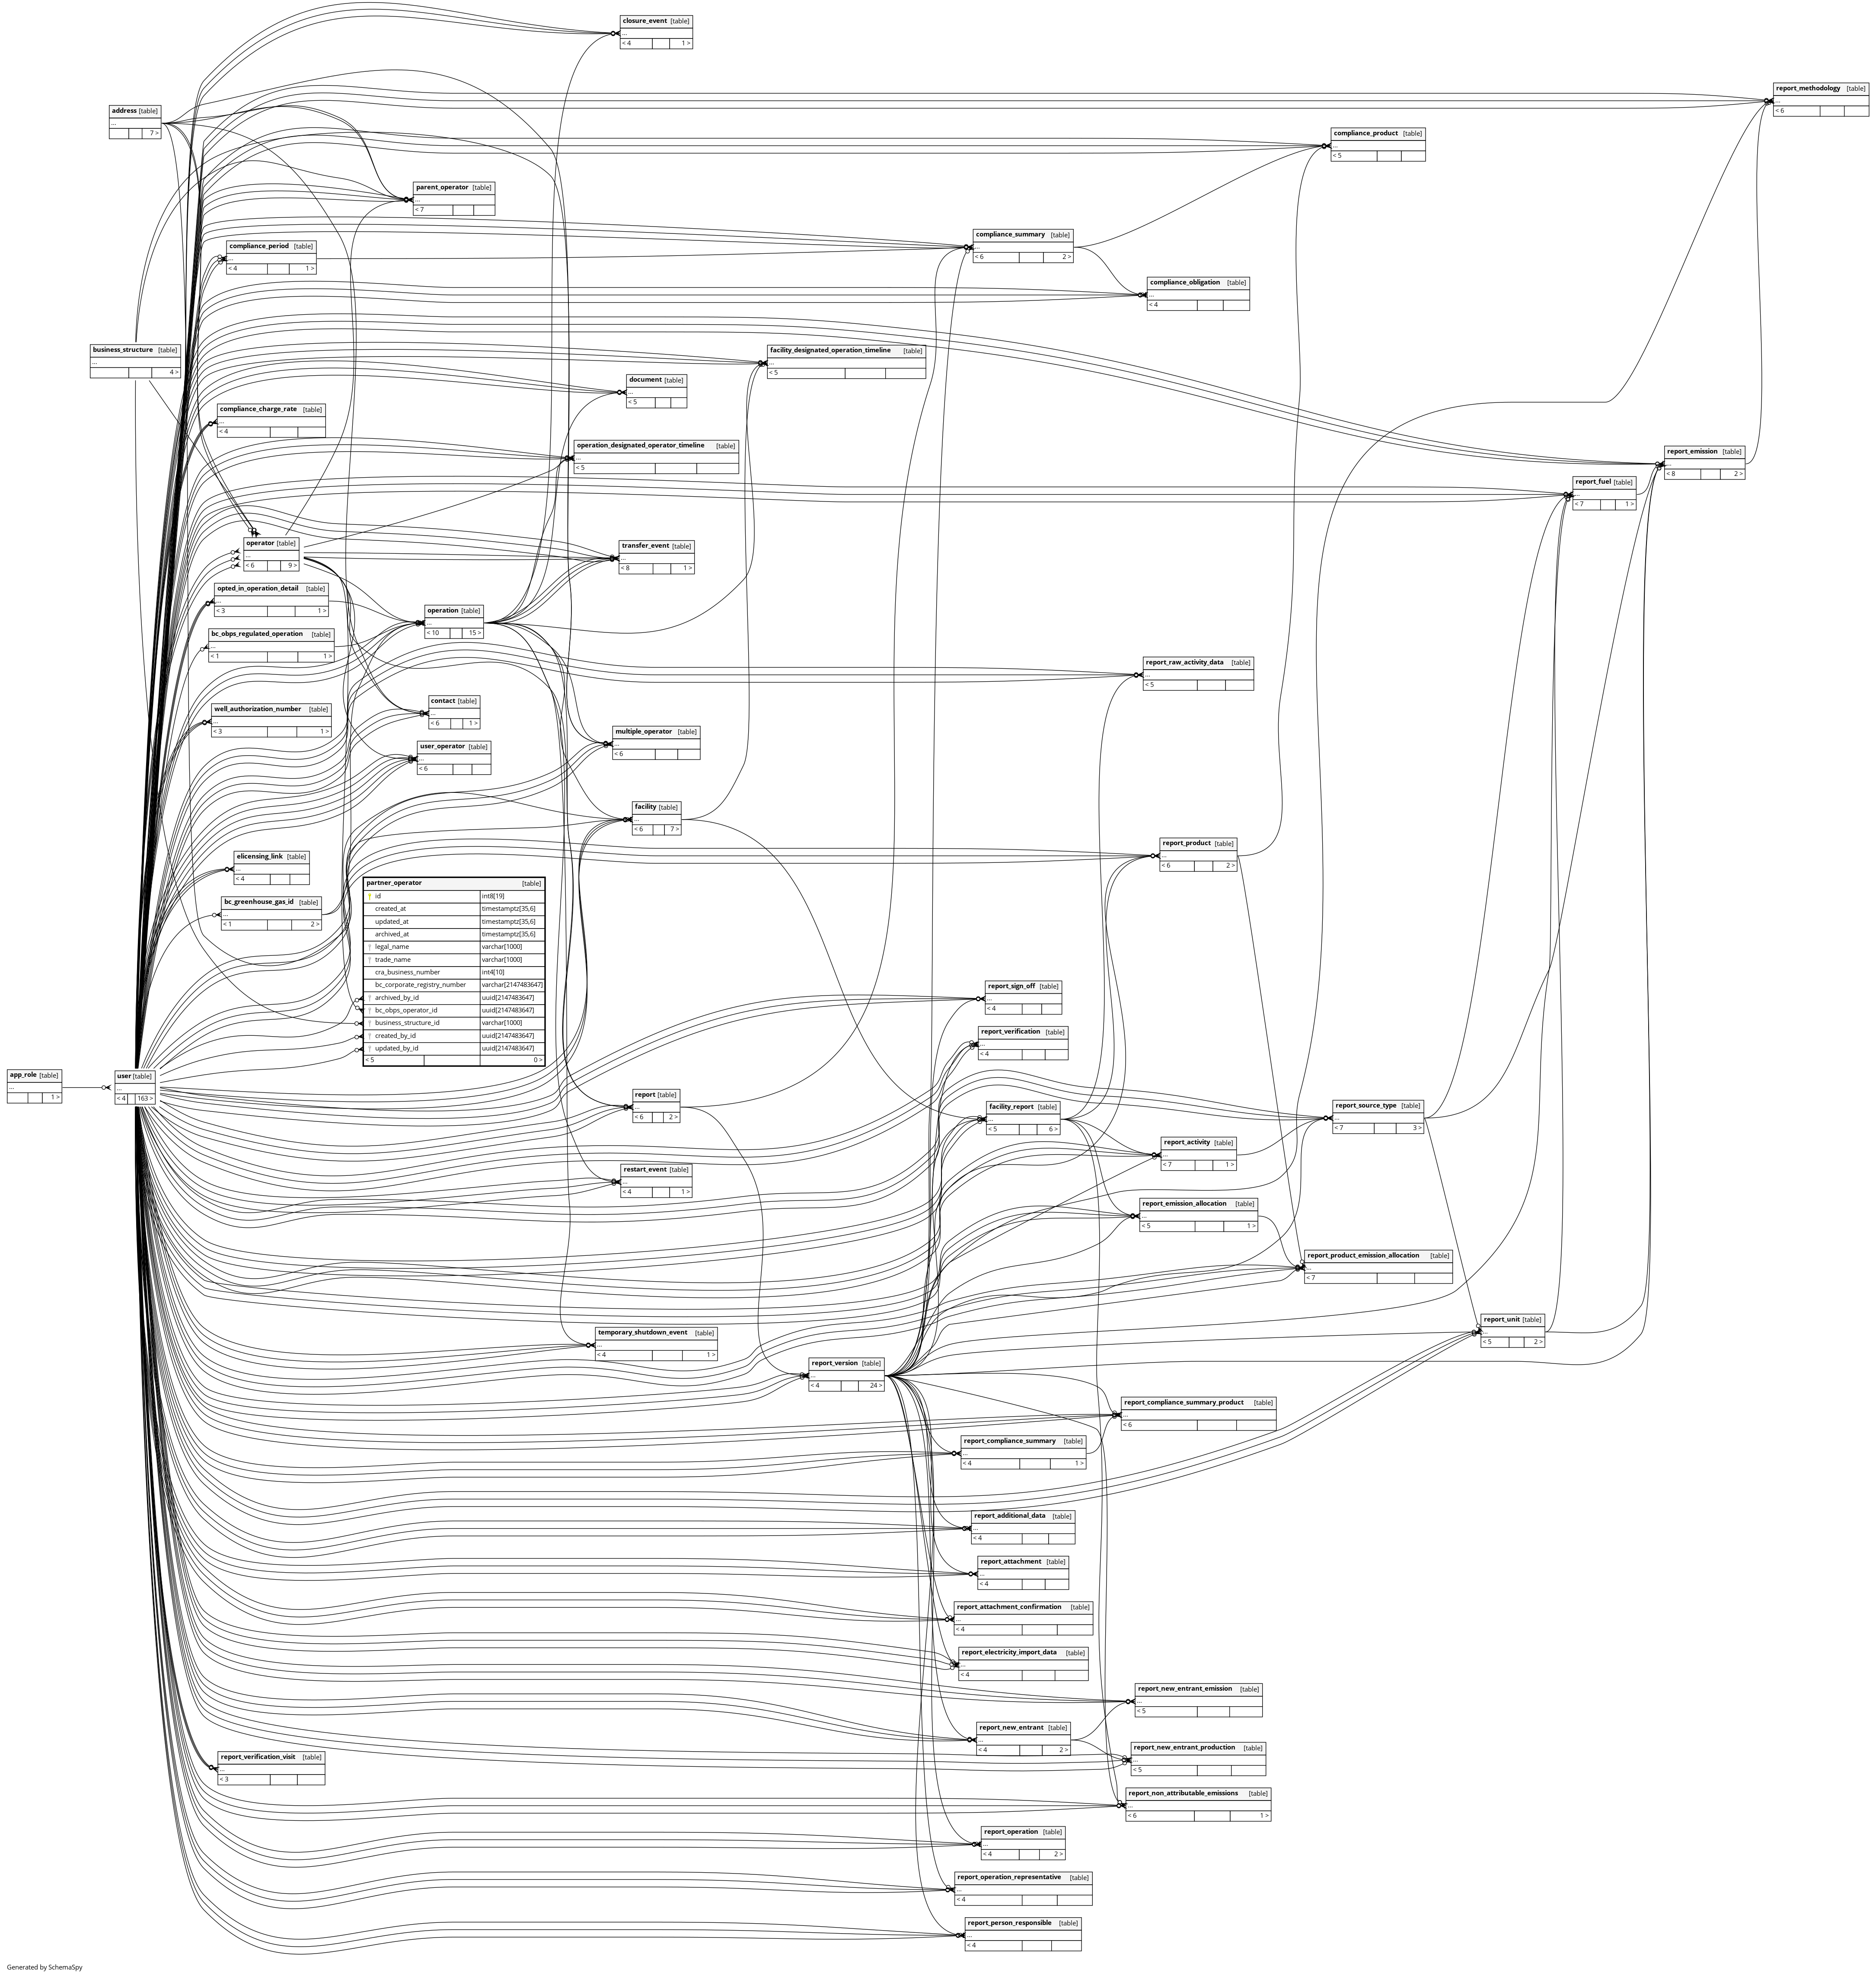 closure_event [table]
...
< 4 1 >
report_methodology [table]
...
< 6
address [table]
...
7 >
compliance_product [table]
...
< 5
parent_operator [table]
...
< 7
compliance_summary [table]
...
< 6 2 >
compliance_period [table]
...
< 4 1 >
compliance_obligation [table]
...
< 4
business_structure [table]
...
4 >
facility_designated_operation_timeline [table]
...
< 5
document [table]
...
< 5
compliance_charge_rate [table]
...
< 4
operation_designated_operator_timeline [table]
...
< 5
report_emission [table]
...
< 8 2 >
report_fuel [table]
...
< 7 1 >
operator [table]
...
< 6 9 >
transfer_event [table]
...
< 8 1 >
opted_in_operation_detail [table]
...
< 3 1 >
operation [table]
...
< 10 15 >
bc_obps_regulated_operation [table]
...
< 1 1 >
report_raw_activity_data [table]
...
< 5
contact [table]
...
< 6 1 >
well_authorization_number [table]
...
< 3 1 >
multiple_operator [table]
...
< 6
user_operator [table]
...
< 6
facility [table]
...
< 6 7 >
report_product [table]
...
< 6 2 >
elicensing_link [table]
...
< 4
bc_greenhouse_gas_id [table]
...
< 1 2 >
partner_operator [table]
id int8[19]
created_at timestamptz[35,6]
updated_at timestamptz[35,6]
archived_at timestamptz[35,6]
legal_name varchar[1000]
trade_name varchar[1000]
cra_business_number int4[10]
bc_corporate_registry_number varchar[2147483647]
archived_by_id uuid[2147483647]
bc_obps_operator_id uuid[2147483647]
business_structure_id varchar[1000]
created_by_id uuid[2147483647]
updated_by_id uuid[2147483647]
< 5 0 >
report_sign_off [table]
...
< 4
report_verification [table]
...
< 4
app_role [table]
...
1 >
user [table]
...
< 4 163 >
report [table]
...
< 6 2 >
facility_report [table]
...
< 5 6 >
report_source_type [table]
...
< 7 3 >
report_activity [table]
...
< 7 1 >
restart_event [table]
...
< 4 1 >
report_emission_allocation [table]
...
< 5 1 >
report_product_emission_allocation [table]
...
< 7
report_unit [table]
...
< 5 2 >
temporary_shutdown_event [table]
...
< 4 1 >
report_version [table]
...
< 4 24 >
report_compliance_summary_product [table]
...
< 6
report_compliance_summary [table]
...
< 4 1 >
report_additional_data [table]
...
< 4
report_attachment [table]
...
< 4
report_attachment_confirmation [table]
...
< 4
report_electricity_import_data [table]
...
< 4
report_new_entrant_emission [table]
...
< 5
report_new_entrant [table]
...
< 4 2 >
report_new_entrant_production [table]
...
< 5
report_verification_visit [table]
...
< 3
report_non_attributable_emissions [table]
...
< 6 1 >
report_operation [table]
...
< 4 2 >
report_operation_representative [table]
...
< 4
report_person_responsible [table]
...
< 4
Generated by SchemaSpy